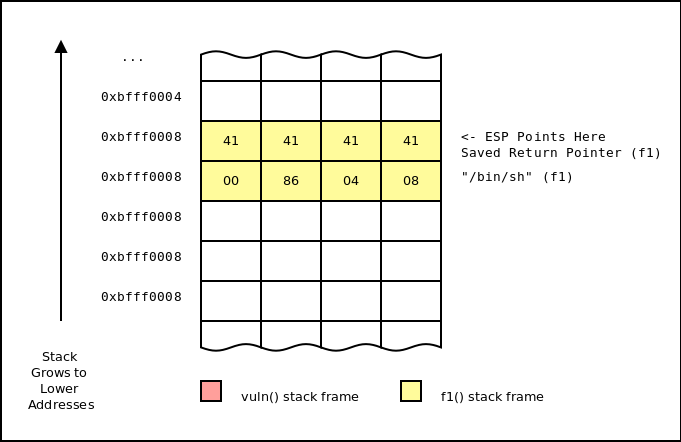 ...
0xbfff0004
0xbfff0008 41 41 41 41 <- ESP Points Here
Saved Return Pointer (f1)
0xbfff0008 00 86 04 08 "/bin/sh" (f1)
0xbfff0008
0xbfff0008
0xbfff0008
Stack
Grows to
Lower
Addresses
vuln() stack frame f1() stack frame